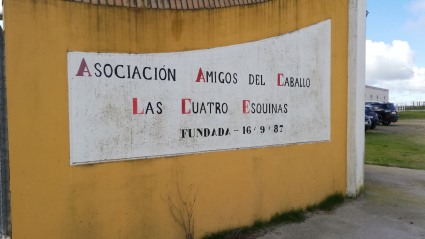 ASOCIACIÓN AMIGOS DEL CABALLO
LAS CUATRO ESQUINAS
FUNDADA - 16/9/87